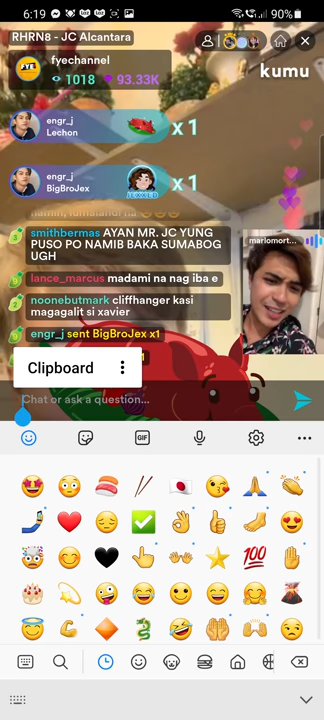 6:19
90%
RHRN8 - JC Alcantara
fyechannel
FYE
1018 93.33K
kumu
engr_j
Lechon
x 1
engr_j
BigBroJex
x 1
smithbermas AYAN MR. JC YUNG
PUSO PO NAMIB BAKA SUMABOG
UGH
mariomort...
lance_marcus madami na nag iba e
noonebutmark cliffhanger kasi
magagalit si xavier
engr_j sent BigBroJex x1
Clipboard
Chat or ask a question...
GIF
100